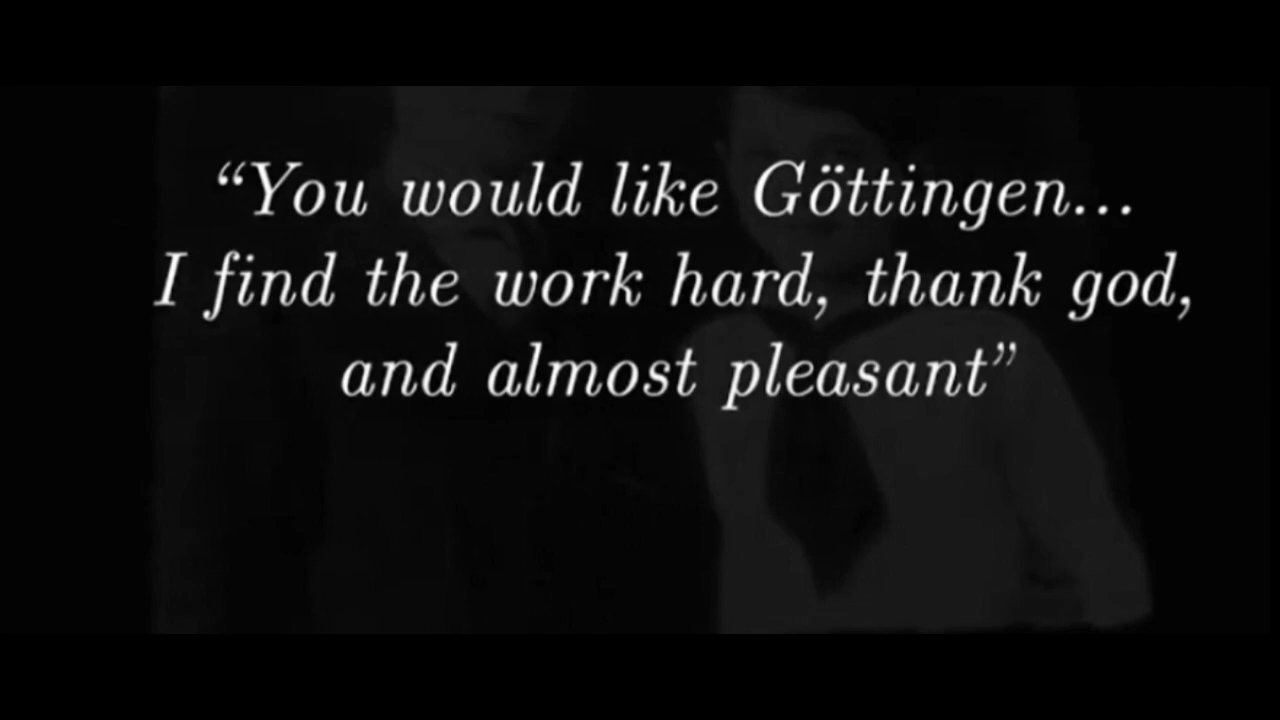 “You would like Göttingen...
I find the work hard, thank god,
and almost pleasant”